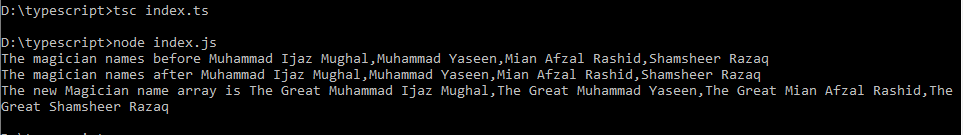 D:\typescript>tsc index.ts
D:\typescript>node index.js
The magician names before Muhammad Ijaz Mughal,Muhammad Yaseen,Mian Afzal Rashid,Shamsheer Razaq
The magician names after Muhammad Ijaz Mughal,Muhammad Yaseen,Mian Afzal Rashid,Shamsheer Razaq
The new Magician name array is The Great Muhammad Ijaz Mughal,The Great Muhammad Yaseen,The Great Mian Afzal Rashid,The
Great Shamsheer Razaq